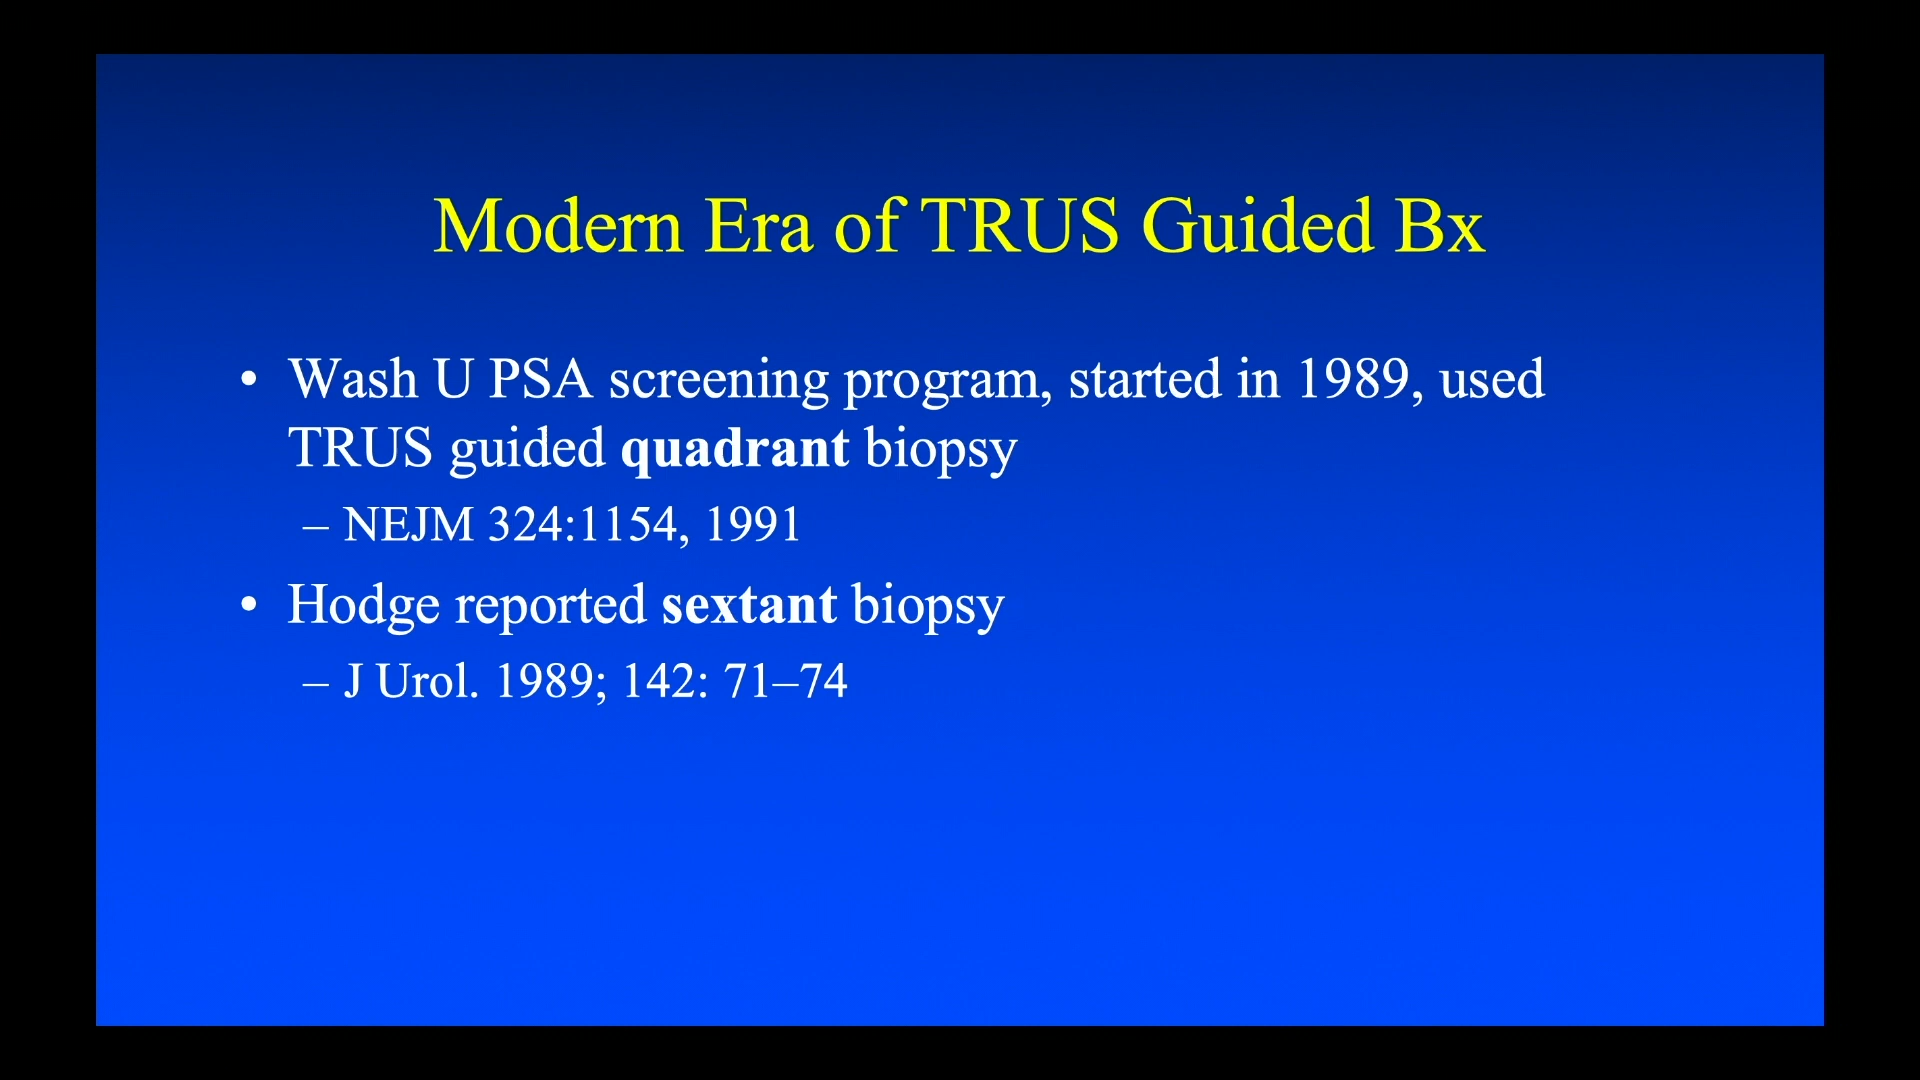 Modern Era of TRUS Guided Bx
• Wash U PSA screening program, started in 1989, used
TRUS guided quadrant biopsy
– NEJM 324:1154, 1991
• Hodge reported sextant biopsy
– J Urol. 1989; 142: 71–74